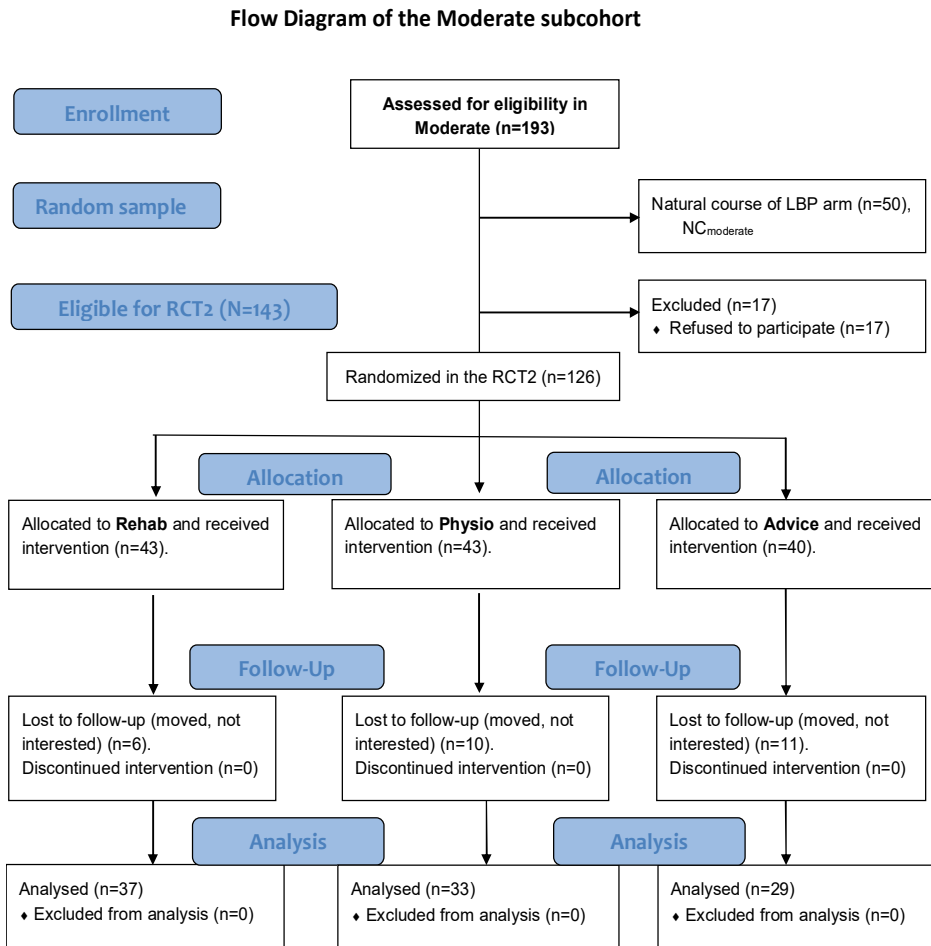 Flow Diagram of the Moderate subcohort
Enrollment
Assessed for eligibility in
Moderate (n=193)
Random sample
Natural course of LBP arm (n=50),
NCmoderate
Eligible for RCT2 (N=143)
Excluded (n=17)
♦ Refused to participate (n=17)
Randomized in the RCT2 (n=126)
Allocation
Allocation
Allocated to Rehab and received
intervention (n=43).
Allocated to Physio and received
intervention (n=43).
Allocated to Advice and received
intervention (n=40).
Follow-Up
Follow-Up
Lost to follow-up (moved, not
interested) (n=6).
Discontinued intervention (n=0)
Lost to follow-up (moved, not
interested) (n=10).
Discontinued intervention (n=0)
Lost to follow-up (moved, not
interested) (n=11).
Discontinued intervention (n=0)
Analysis
Analysis
Analysed (n=37)
♦ Excluded from analysis (n=0)
Analysed (n=33)
♦ Excluded from analysis (n=0)
Analysed (n=29)
♦ Excluded from analysis (n=0)